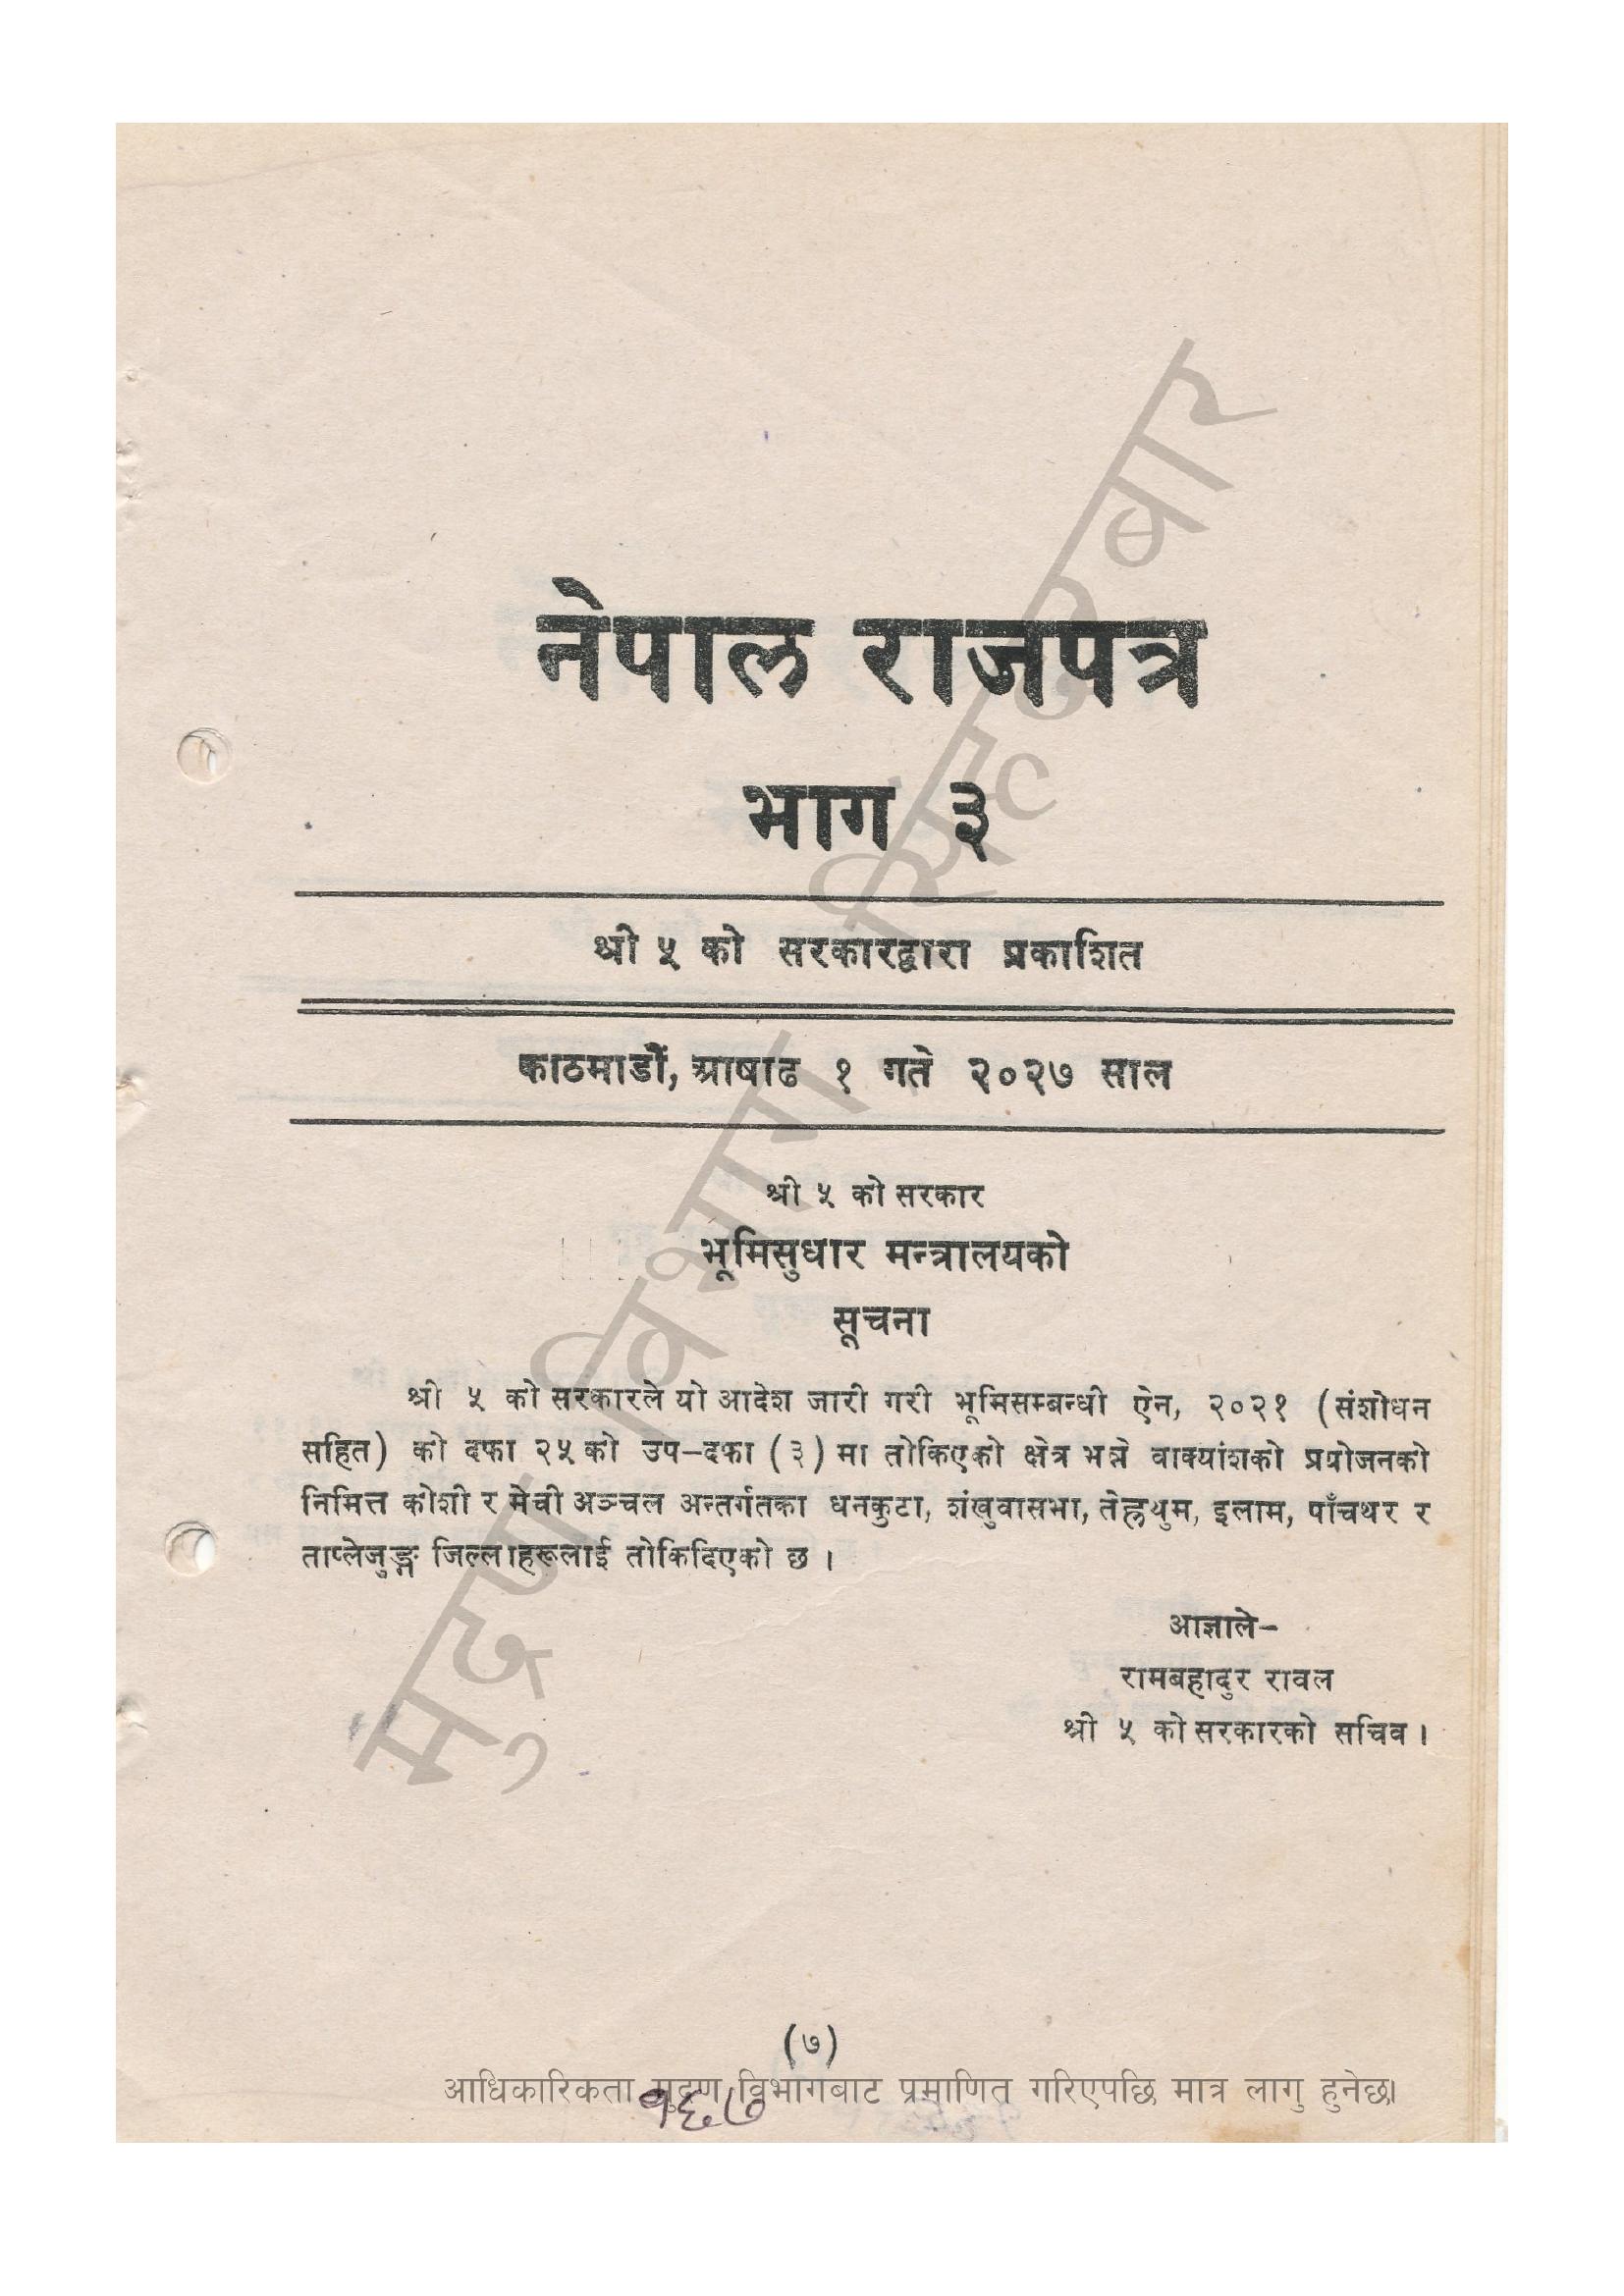 नेपाल राजपत्र
भाग ३
श्री ५ को सरकारद्वारा प्रकाशित
काठमाडौं, आषाढ १ गते २०२७ साल
श्री ५ को सरकार
भूमिसुधार मन्त्रालयको
सूचना
श्री ५ को सरकारले यो आदेश जारी गरी भूमिसम्बन्धी ऐन, २०२१ (संशोधन
सहित) को दफा २५ को उप-दफा (३) मा तोकिएको क्षेत्र भन्ने वाक्यांशको प्रयोजनको
निमित्त कोशी र मेची अञ्चल अन्तर्गतका धनकुटा, शंखुवासभा, तेह्रथुम, इलाम, पाँचथर र
ताप्लेजुङ्ग जिल्लाहरूलाई तोकिदिएको छ ।
आज्ञाले-
रामबहादुर रावल
श्री ५ को सरकारको सचिव ।
(७)
आधिकारिकता मुद्रण विभागबाट प्रमाणित गरिएपछि मात्र लागु हुनेछ।
१६७
मुद्रण विभाग सिंहदरबार